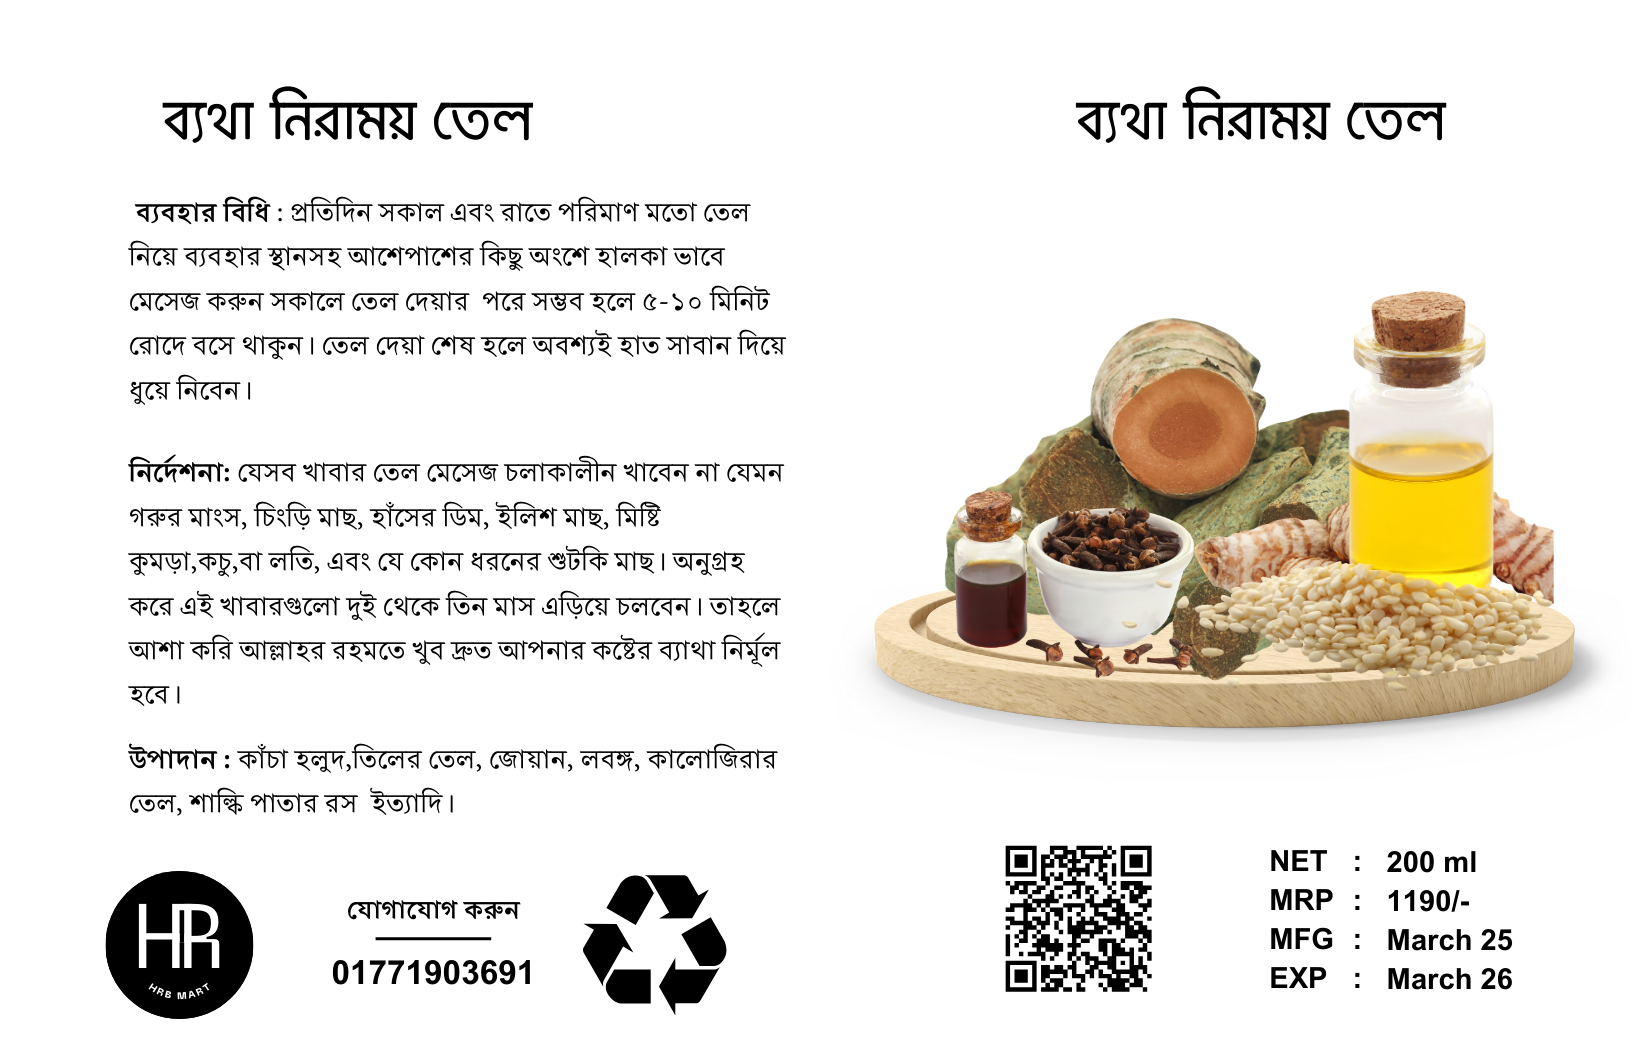 ব্যথা নিরাময় তেল
ব্যবহার বিধি : প্রতিদিন সকাল এবং রাতে পরিমাণ মতো তেল
নিয়ে ব্যবহার স্থানসহ আশেপাশের কিছু অংশে হালকা ভাবে
মেসেজ করুন সকালে তেল দেয়ার পরে সম্ভব হলে ৫-১০ মিনিট
রোদে বসে থাকুন। তেল দেয়া শেষ হলে অবশ্যই হাত সাবান দিয়ে
ধুয়ে নিবেন।
নির্দেশনা: যেসব খাবার তেল মেসেজ চলাকালীন খাবেন না যেমন
গরুর মাংস, চিংড়ি মাছ, হাঁসের ডিম, ইলিশ মাছ, মিষ্টি
কুমড়া,কচু,বা লতি, এবং যে কোন ধরনের শুটকি মাছ। অনুগ্রহ
করে এই খাবারগুলো দুই থেকে তিন মাস এড়িয়ে চলবেন। তাহলে
আশা করি আল্লাহর রহমতে খুব দ্রুত আপনার কষ্টের ব্যাথা নির্মূল
হবে।
উপাদান : কাঁচা হলুদ,তিলের তেল, জোয়ান, লবঙ্গ, কালোজিরার
তেল, শাল্কি পাতার রস ইত্যাদি।
HR
HRB MART
যোগাযোগ করুন
01771903691
ব্যথা নিরাময় তেল
NET : 200 ml
MRP : 1190/-
MFG : March 25
EXP : March 26